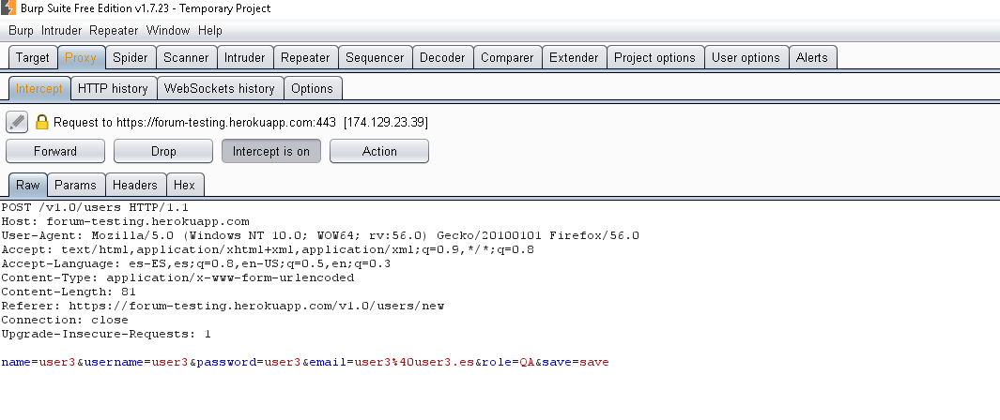 Burp Suite Free Edition v1.7.23 - Temporary Project
Burp Intruder Repeater Window Help
Target Proxy Spider Scanner Intruder Repeater Sequencer Decoder Comparer Extender Project options User options Alerts
Intercept HTTP history WebSockets history Options
Request to https://forum-testing.herokuapp.com:443 [174.129.23.39]
Forward Drop Intercept is on Action
Raw Params Headers Hex
POST /v1.0/users HTTP/1.1
Host: forum-testing.herokuapp.com
User-Agent: Mozilla/5.0 (Windows NT 10.0; WOW64; rv:56.0) Gecko/20100101 Firefox/56.0
Accept: text/html,application/xhtml+xml,application/xml;q=0.9,*/*;q=0.8
Accept-Language: es-ES,es;q=0.8,en-US;q=0.5,en;q=0.3
Content-Type: application/x-www-form-urlencoded
Content-Length: 81
Referer: https://forum-testing.herokuapp.com/v1.0/users/new
Connection: close
Upgrade-Insecure-Requests: 1
name=user3&username=user3&password=user3&email=user3%40user3.es&role=QA&save=save